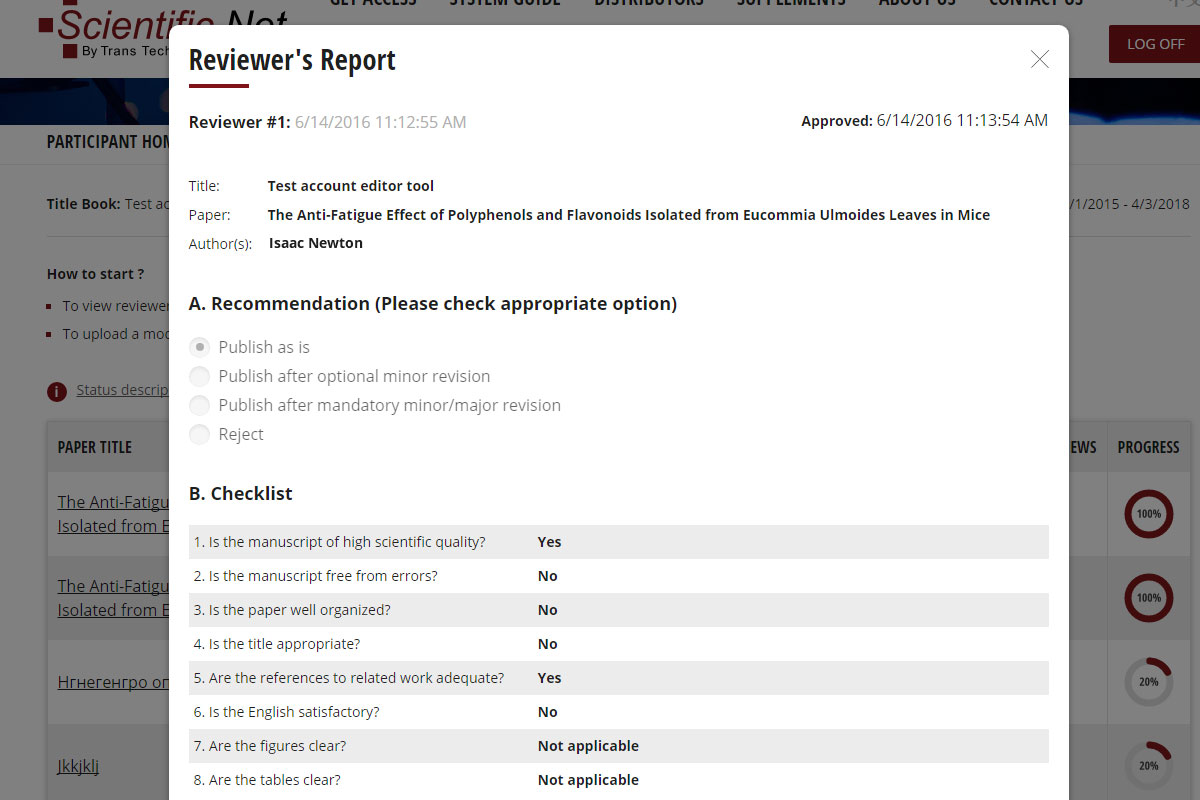 GET ACCESS SYSTEM GUIDE DISTRIBUTORS SUPPLEMENTS ABOUT US CONTACT US
Scientific.Net
By Trans Tech
LOG OFF
Reviewer's Report
Reviewer #1: 6/14/2016 11:12:55 AM
Approved: 6/14/2016 11:13:54 AM
PARTICIPANT HOM
Title: Test account editor tool
Title Book: Test ac
/1/2015 - 4/3/2018
Paper: The Anti-Fatigue Effect of Polyphenols and Flavonoids Isolated from Eucommia Ulmoides Leaves in Mice
Author(s): Isaac Newton
How to start ?
To view reviewer
To upload a mod
A. Recommendation (Please check appropriate option)
Publish as is
Publish after optional minor revision
Publish after mandatory minor/major revision
Reject
i Status descrip
PAPER TITLE
EWS
PROGRESS
B. Checklist
The Anti-Fatigu
Isolated from E
100%
1. Is the manuscript of high scientific quality? Yes
2. Is the manuscript free from errors? No
3. Is the paper well organized? No
4. Is the title appropriate? No
5. Are the references to related work adequate? Yes
6. Is the English satisfactory? No
7. Are the figures clear? Not applicable
8. Are the tables clear? Not applicable
The Anti-Fatigu
Isolated from E
100%
Нгнегенгро ол
20%
Jkkjklj
20%